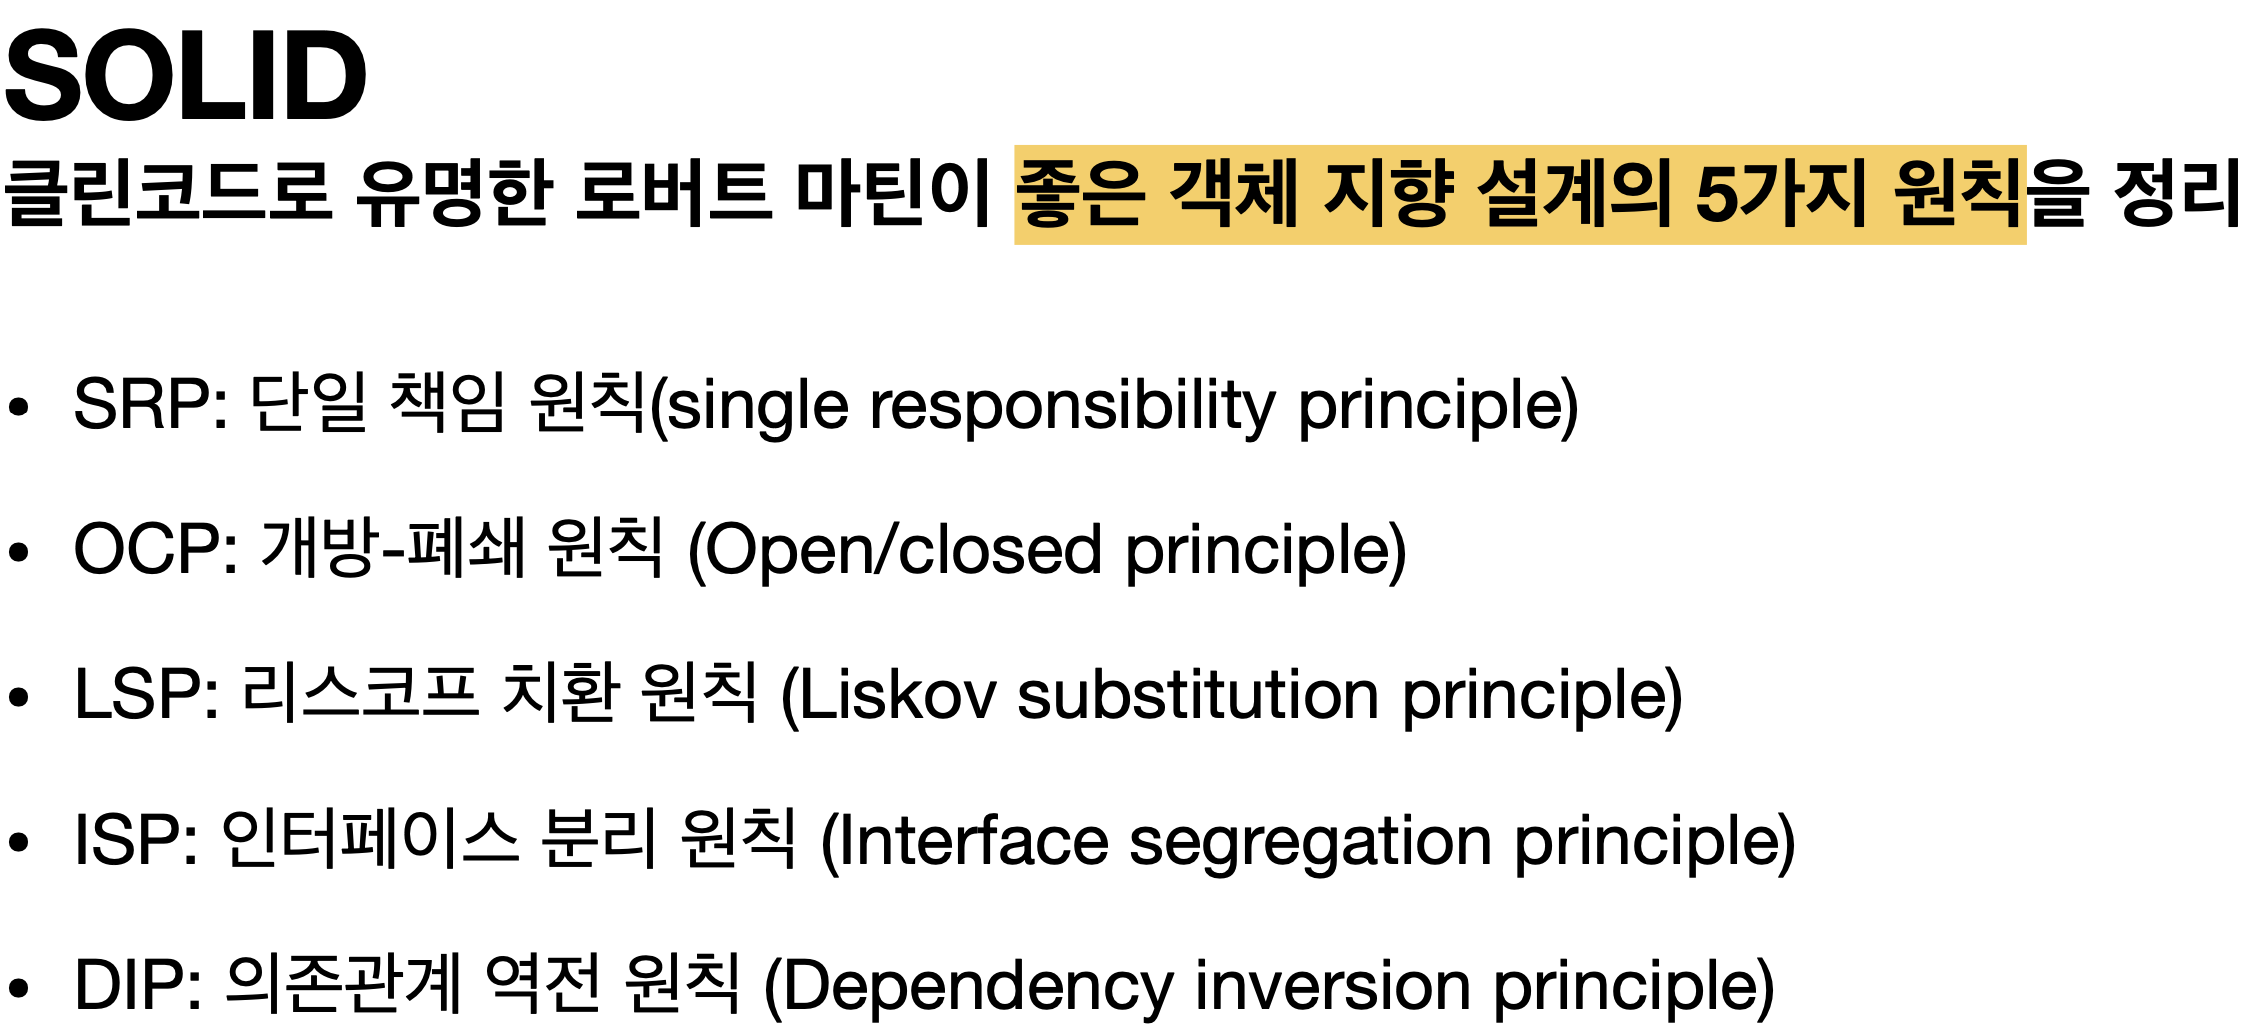 SOLID
클린코드로 유명한 로버트 마틴이 좋은 객체 지향 설계의 5가지 원칙을 정리
• SRP: 단일 책임 원칙(single responsibility principle)
• OCP: 개방-폐쇄 원칙 (Open/closed principle)
• LSP: 리스코프 치환 원칙 (Liskov substitution principle)
• ISP: 인터페이스 분리 원칙 (Interface segregation principle)
• DIP: 의존관계 역전 원칙 (Dependency inversion principle)